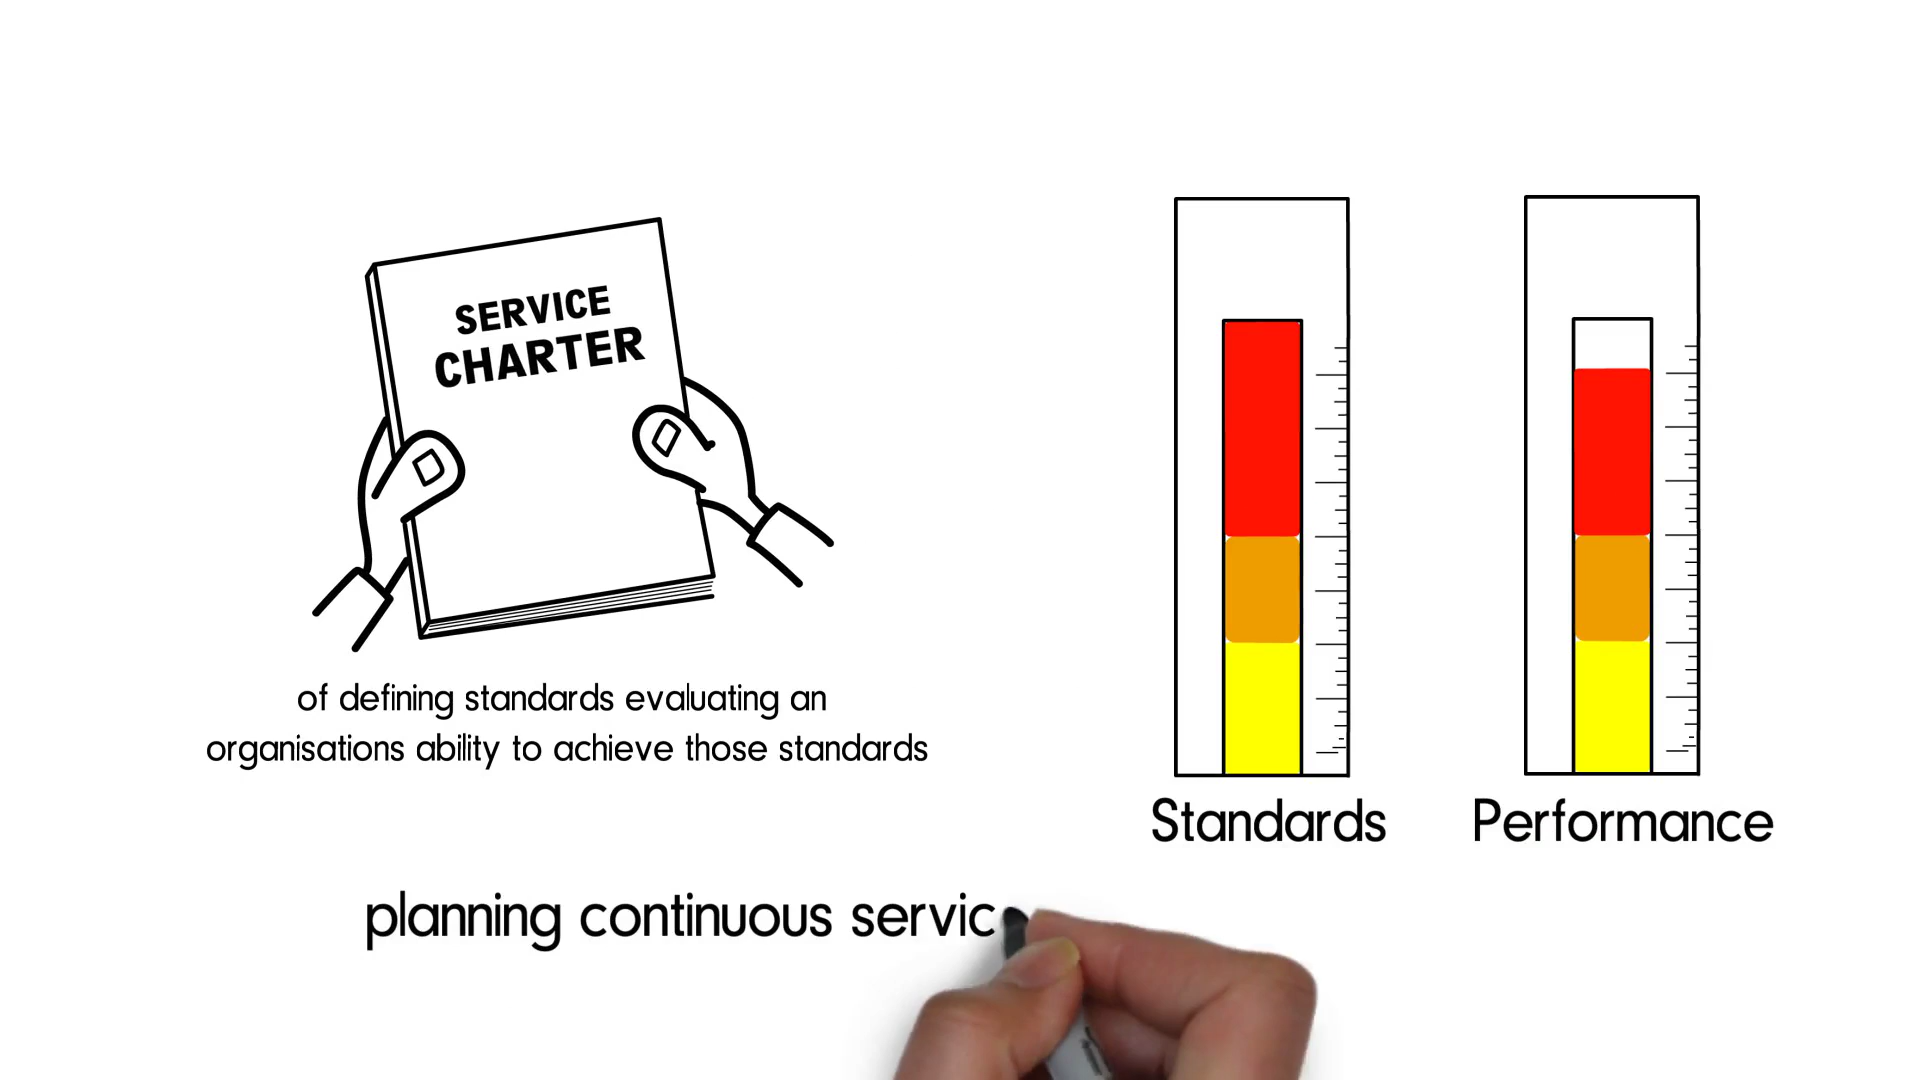 SERVICE
CHARTER
of defining standards evaluating an
organisations ability to achieve those standards
Standards
Performance
planning continuous servic